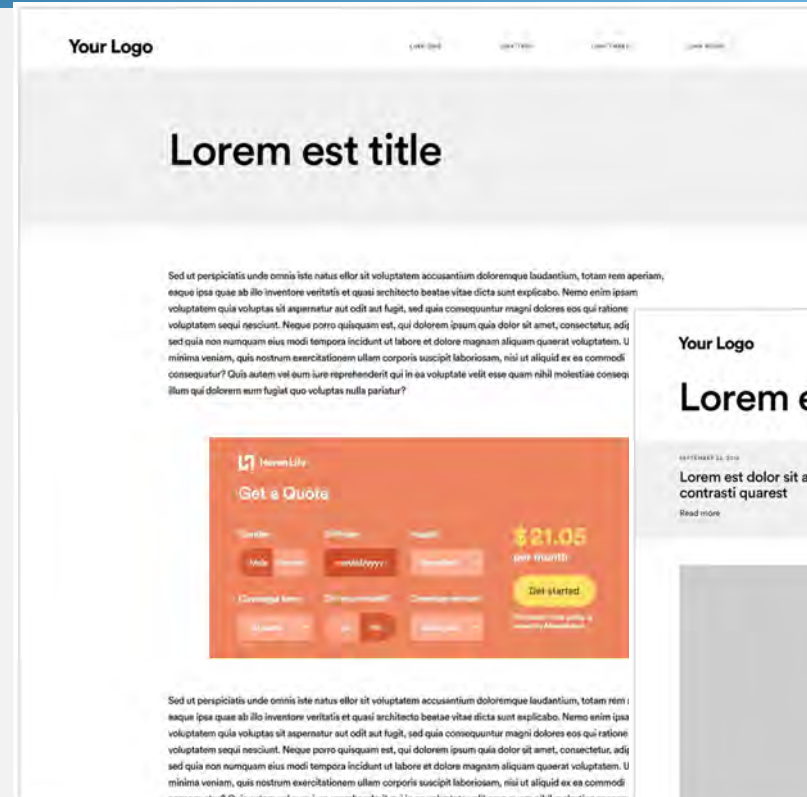 Your Logo
Lorem est title
Sed ut perspiciatis unde omnis iste natus ellor sit voluptatem accusantium doloremque laudantium, totam rem aperiam,
eaque ipsa quae ab illo inventore veritatis et quasi architecto beatae vitae dicta sunt explicabo. Nemo enim ipsam
voluptatem quia voluptas sit aspernatur aut odit aut fugit, sed quia consequuntur magni dolores eos qui ratione
voluptatem sequi nesciunt. Neque porro quisquam est, qui dolorem ipsum quia dolor sit amet, consectetur, adip
sed quia non numquam eius modi tempora incidunt ut labore et dolore magnam aliquam quaerat voluptatem. U
minima veniam, quis nostrum exercitationem ullam corporis suscipit laboriosam, nisi ut aliquid ex ea commodi
consequatur? Quis autem vel eum iure reprehenderit qui in ea voluptate velit esse quam nihil molestiae consequ
illum qui dolorem eum fugiat quo voluptas nulla pariatur?
Haven Life
Get a Quote
$21.05
per month
Male
mm/dd/yyyy
Get started
Sed ut perspiciatis unde omnis iste natus ellor sit voluptatem accusantium doloremque laudantium, totam rem
eaque ipsa quae ab illo inventore veritatis et quasi architecto beatae vitae dicta sunt explicabo. Nemo enim ipsa
voluptatem quia voluptas sit aspernatur aut odit aut fugit, sed quia consequuntur magni dolores eos qui ratione
voluptatem sequi nesciunt. Neque porro quisquam est, qui dolorem ipsum quia dolor sit amet, consectetur, adip
sed quia non numquam eius modi tempora incidunt ut labore et dolore magnam aliquam quaerat voluptatem. U
minima veniam, quis nostrum exercitationem ullam corporis suscipit laboriosam, nisi ut aliquid ex ea commodi
Your Logo
Lorem e
Lorem est dolor sit a
contrasti quarest
Read more